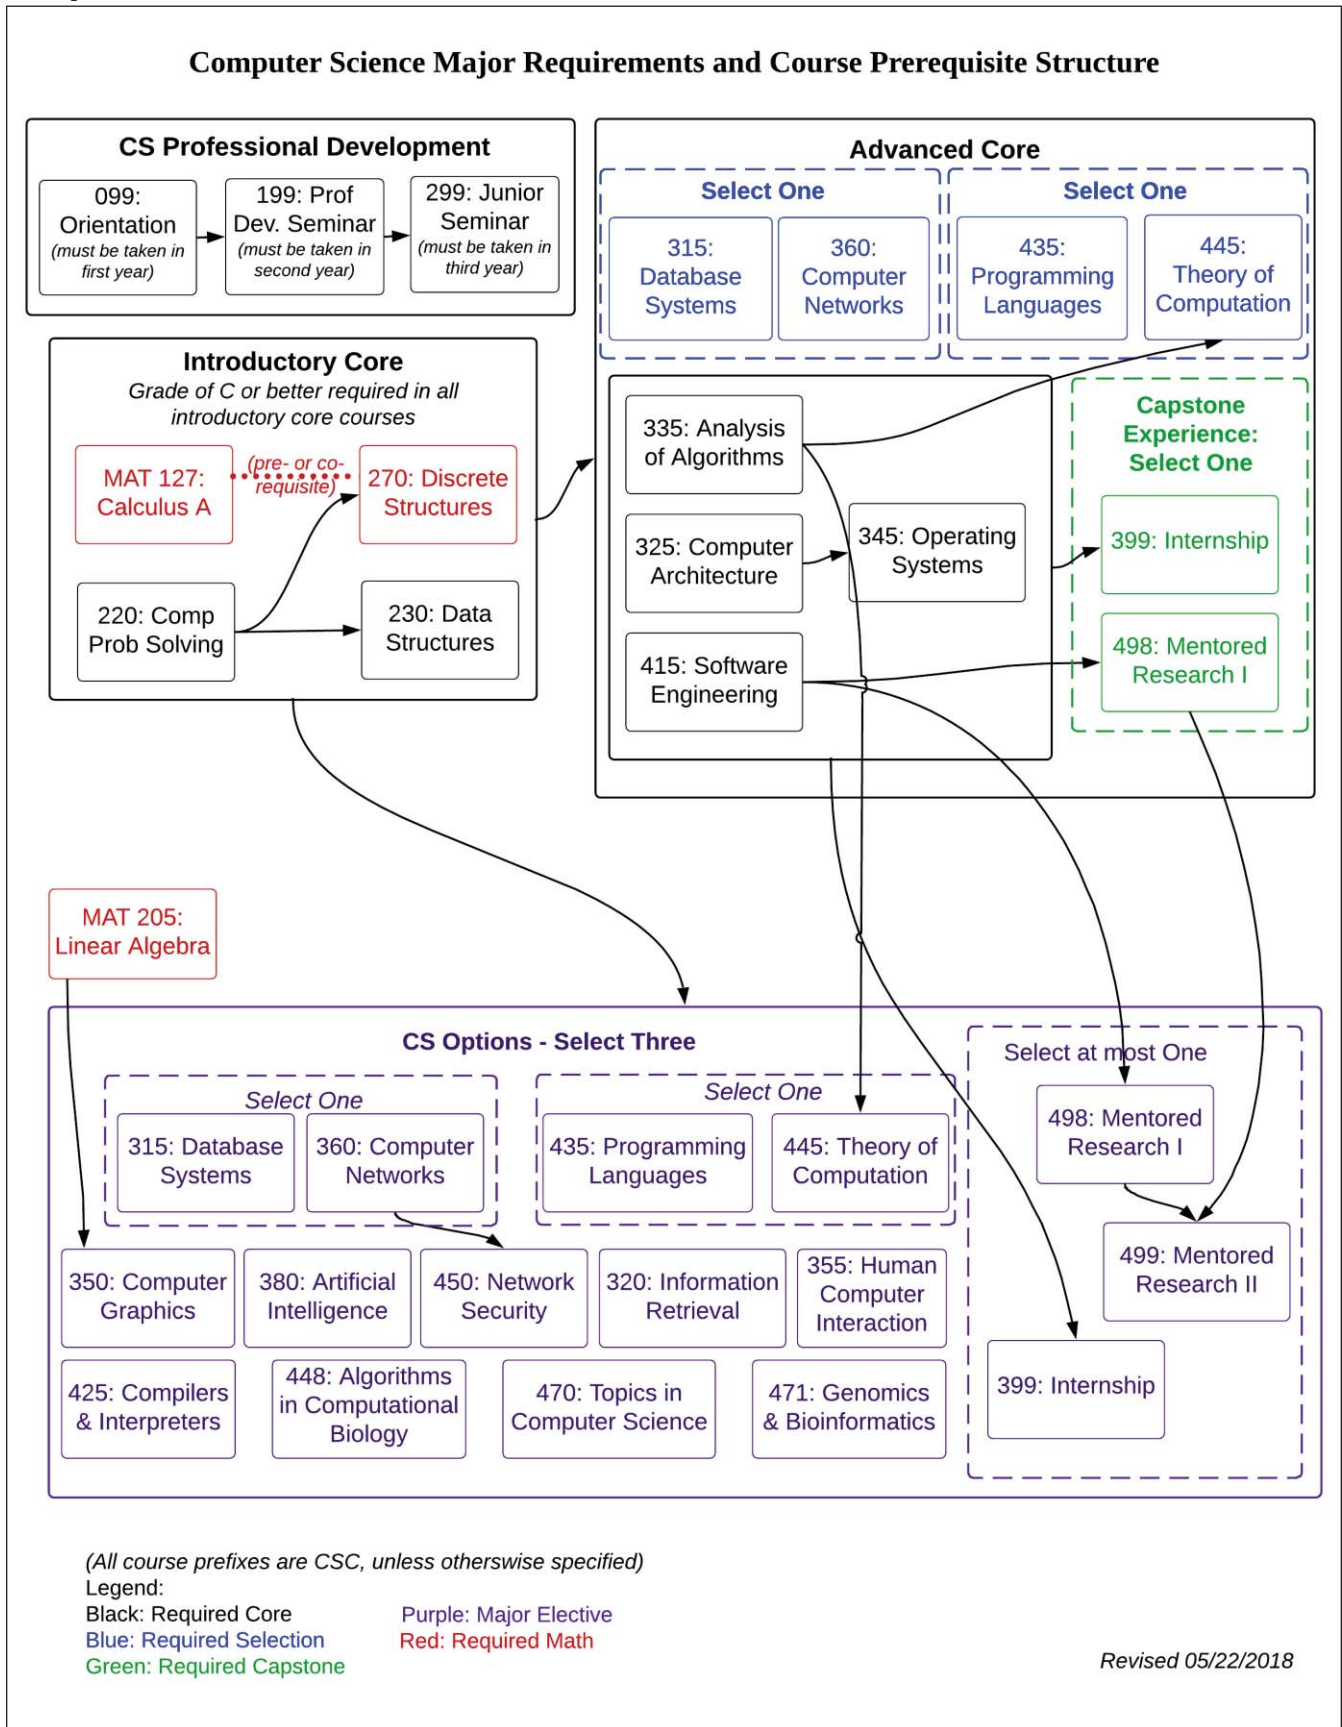 Computer Science Major Requirements and Course Prerequisite Structure
CS Professional Development
099:
Orientation
(must be taken in
first year)
199: Prof
Dev. Seminar
(must be taken in
second year)
299: Junior
Seminar
(must be taken in
third year)
Introductory Core
Grade of C or better required in all
introductory core courses
MAT 127:
Calculus A
(pre- or co-
requisite)
270: Discrete
Structures
220: Comp
Prob Solving
230: Data
Structures
Advanced Core
Select One
315:
Database
Systems
360:
Computer
Networks
Select One
435:
Programming
Languages
445:
Theory of
Computation
335: Analysis
of Algorithms
325: Computer
Architecture
345: Operating
Systems
415: Software
Engineering
Capstone
Experience:
Select One
399: Internship
498: Mentored
Research I
MAT 205:
Linear Algebra
CS Options - Select Three
Select One
315: Database
Systems
360: Computer
Networks
Select One
435: Programming
Languages
445: Theory of
Computation
Select at most One
498: Mentored
Research I
499: Mentored
Research II
399: Internship
350: Computer
Graphics
380: Artificial
Intelligence
450: Network
Security
320: Information
Retrieval
355: Human
Computer
Interaction
425: Compilers
& Interpreters
448: Algorithms
in Computational
Biology
470: Topics in
Computer Science
471: Genomics
& Bioinformatics
(All course prefixes are CSC, unless otherwise specified)
Legend:
Black: Required Core
Purple: Major Elective
Blue: Required Selection
Red: Required Math
Green: Required Capstone
Revised 05/22/2018